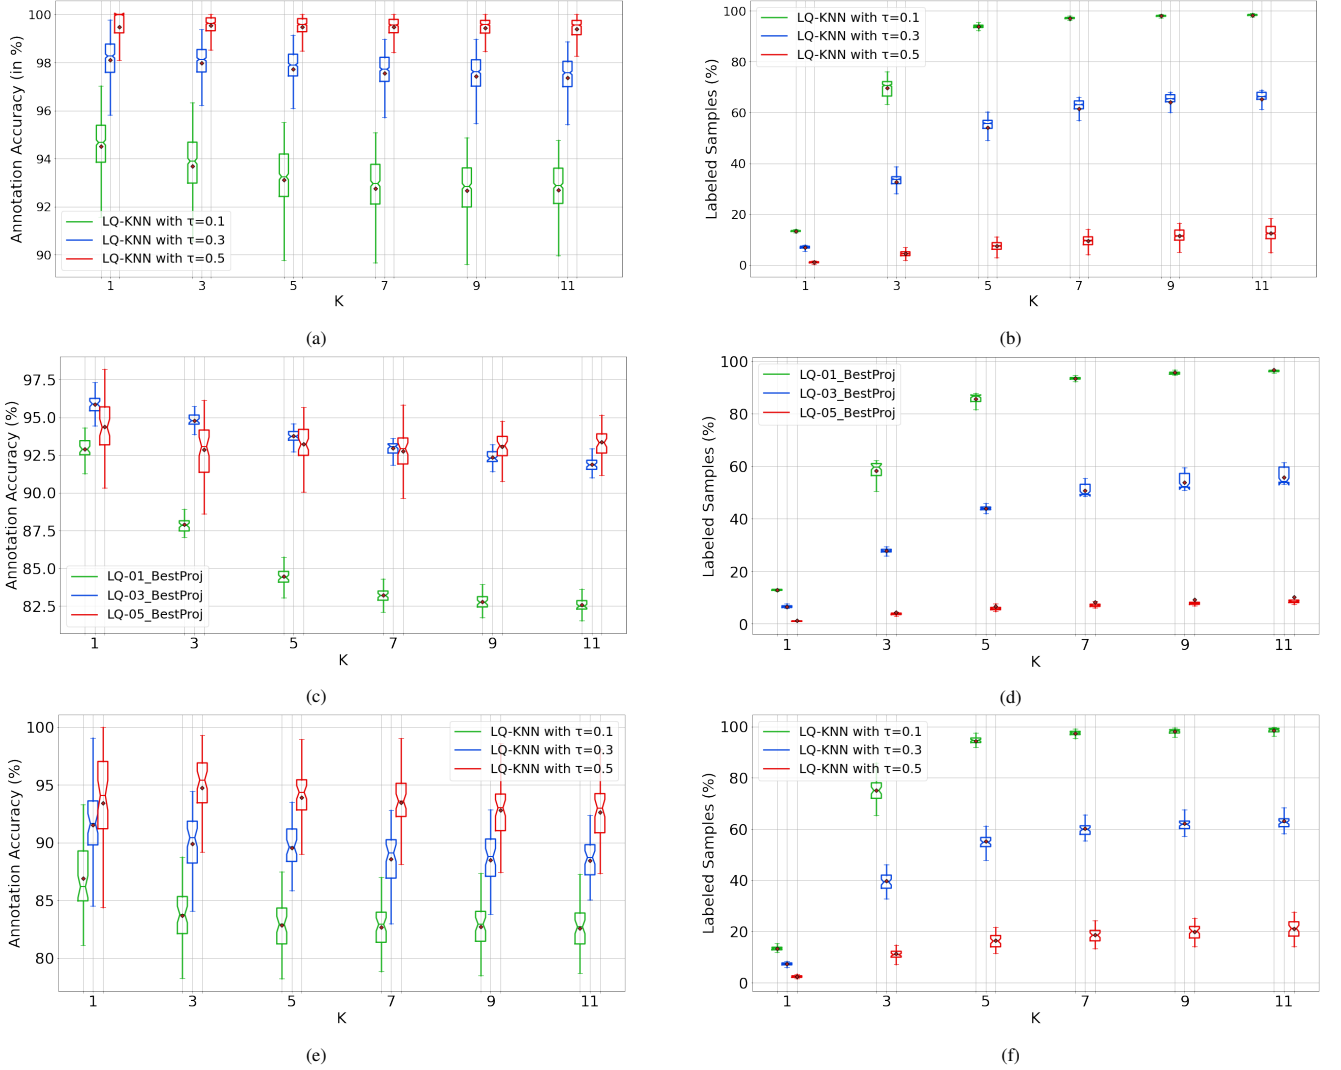 100
98
96
94
92
90
Annotation Accuracy (in %)
LQ-KNN with τ=0.1
LQ-KNN with τ=0.3
LQ-KNN with τ=0.5
1 3 5 7 9 11
K
(a)
100
80
60
40
20
0
Labeled Samples (%)
LQ-KNN with τ=0.1
LQ-KNN with τ=0.3
LQ-KNN with τ=0.5
1 3 5 7 9 11
K
(b)
97.5
95.0
92.5
90.0
87.5
85.0
82.5
Annotation Accuracy (%)
LQ-01_BestProj
LQ-03_BestProj
LQ-05_BestProj
1 3 5 7 9 11
K
(c)
100
80
60
40
20
0
Labeled Samples (%)
LQ-01_BestProj
LQ-03_BestProj
LQ-05_BestProj
1 3 5 7 9 11
K
(d)
100
95
90
85
80
Annotation Accuracy (%)
LQ-KNN with τ=0.1
LQ-KNN with τ=0.3
LQ-KNN with τ=0.5
1 3 5 7 9 11
K
(e)
100
80
60
40
20
0
Labeled Samples (%)
LQ-KNN with τ=0.1
LQ-KNN with τ=0.3
LQ-KNN with τ=0.5
1 3 5 7 9 11
K
(f)